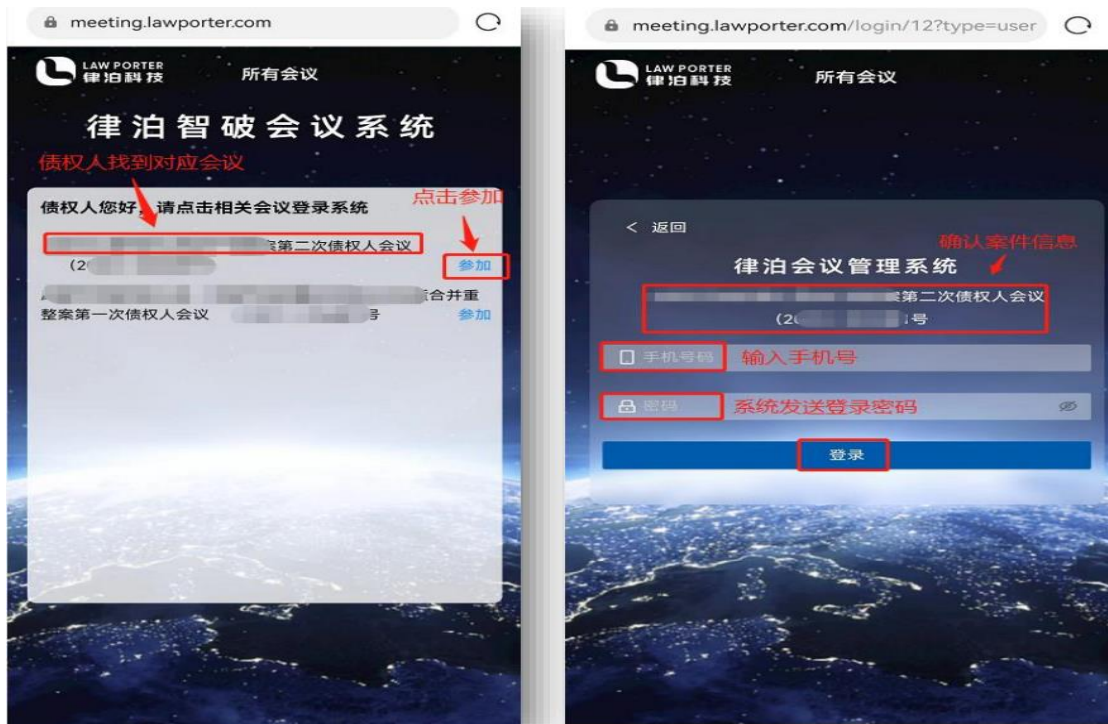 meeting.lawporter.com
LAW PORTER
律泊科技
所有会议
律泊智破会议系统
债权人找到对应会议
点击参加
债权人您好，请点击相关会议登录系统
案第二次债权人会议
(2
参加
合并重
整案第一次债权人会议
号
参加
meeting.lawporter.com/login/12?type=user
LAW PORTER
律泊科技
所有会议
< 返回
确认案件信息
律泊会议管理系统
第二次债权人会议
(2
号
手机号码
输入手机号
密码
系统发送登录密码
登录